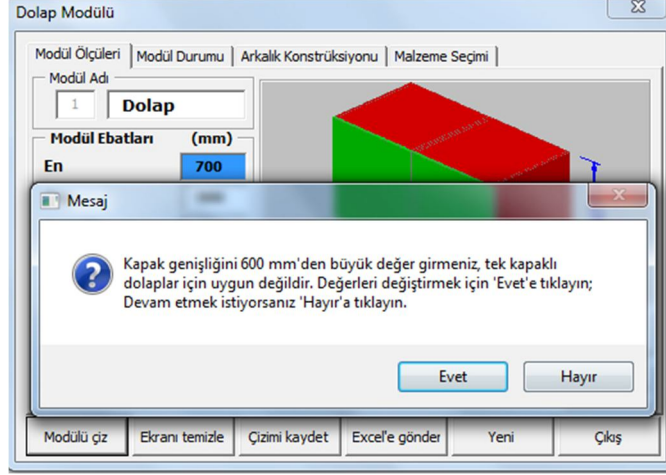 Dolap Modülü
Modül Ölçüleri Modül Durumu Arkalık Konstrüksiyonu Malzeme Seçimi
Modül Adı
1 Dolap
Modül Ebatları (mm)
En 700
Mesaj
Kapak genişliğini 600 mm'den büyük değer girmeniz, tek kapaklı
dolaplar için uygun değildir. Değerleri değiştirmek için 'Evet'e tıklayın;
Devam etmek istiyorsanız 'Hayır'a tıklayın.
Evet Hayır
Modülü çiz Ekranı temizle Çizimi kaydet Excel'e gönder Yeni Çıkış